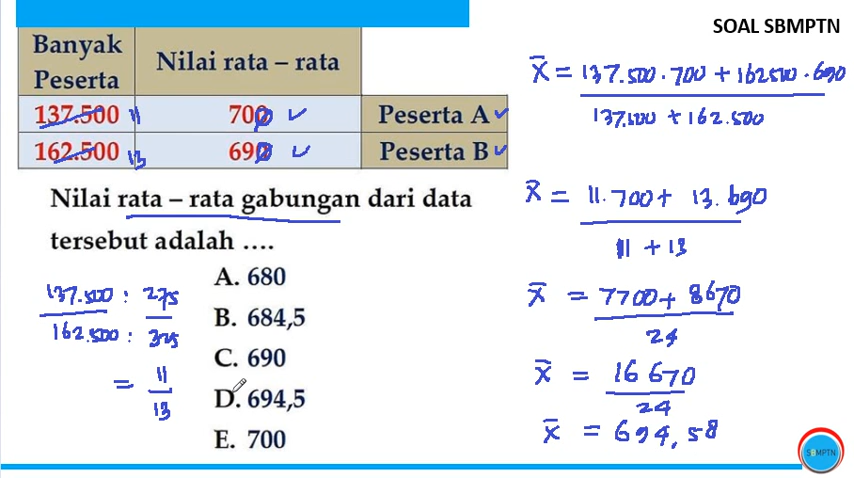 SOAL SBMPTN
Banyak Peserta
Nilai rata – rata
137.500 11
700
Peserta A
162.500 13
690
Peserta B
Nilai rata – rata gabungan dari data
tersebut adalah ....
A. 680
B. 684,5
C. 690
D. 694,5
E. 700
137.500 : 275
162.500 : 325
= 11
13
x̄ = 137.500 · 700 + 162500 · 690
137.500 + 162.500
x̄ = 11.700 + 13.690
11 + 13
x̄ = 7700 + 8670
24
x̄ = 16 670
24
x̄ = 694,58
SBMPTN